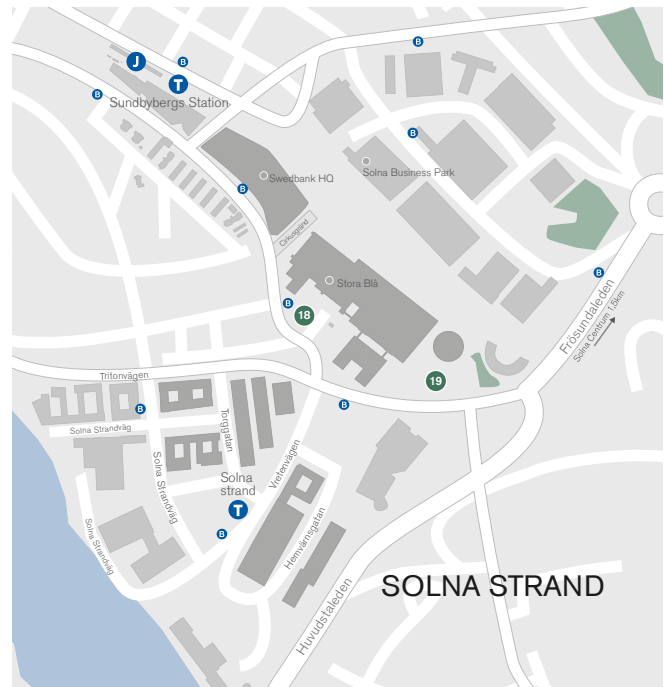 B
J
B
T
B
Sundbybergs Station
B
Solna Business Park
Swedbank HQ
B
Cirkusgränd
B
Stora Blå
Frösundaleden
Solna Centrum 1,5km
B
18
19
Tritonvägen
B
B
Torggatan
Solna Strandväg
Solna Strandväg
Vretenvägen
Solna
strand
T
B
Hemvärnsgatan
Solna Strandväg
SOLNA STRAND
Huvudstaleden